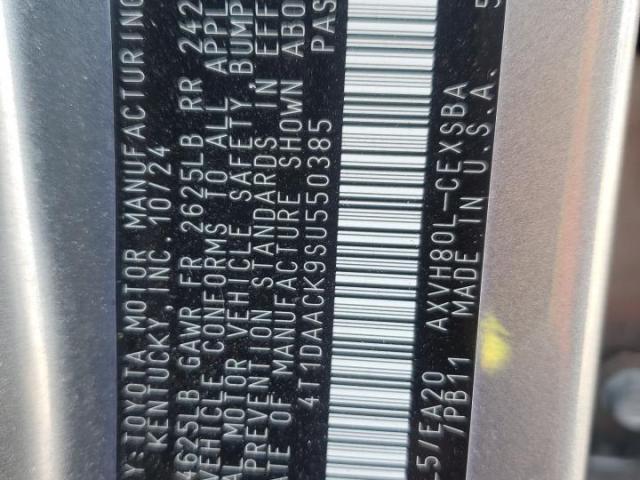 Y:TOYOTA MOTOR MANUFACTURING
KENTUCKY, INC. 10/24
4625LB GAWR FR 2625LB RR 242
VEHICLE CONFORMS TO ALL APPL
AL MOTOR VEHICLE SAFETY, BUMP
PREVENTION STANDARDS IN EFF
ATE OF MANUFACTURE SHOWN ABO
4T1DAACK9SU550385 PAS
L-5/EA20 AXVH80L-CEXSBA
/PB11 MADE IN U.S.A. 5